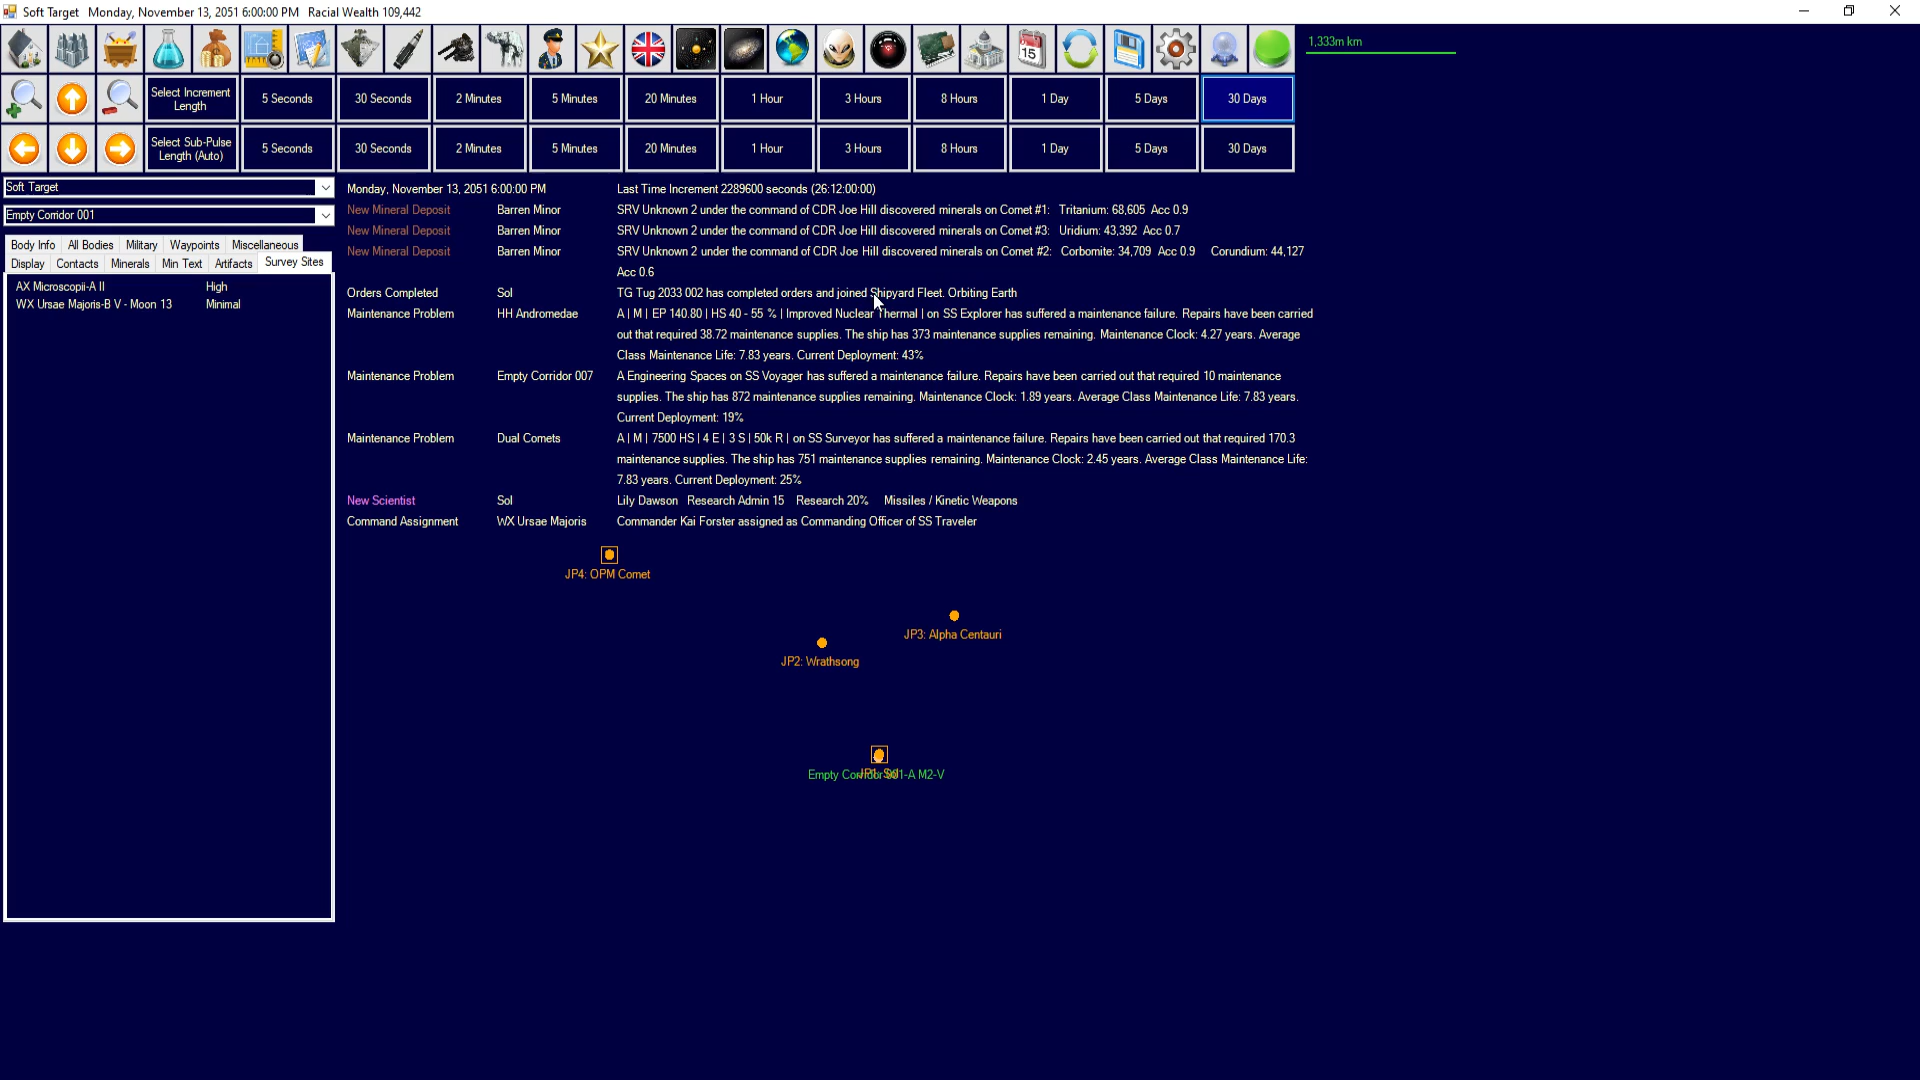 Soft Target Monday, November 13, 2051 6:00:00 PM Racial Wealth 109,442
1,333m km
15
Select Increment Length 5 Seconds 30 Seconds 2 Minutes 5 Minutes 20 Minutes 1 Hour 3 Hours 8 Hours 1 Day 5 Days 30 Days
Select Sub-Pulse Length (Auto) 5 Seconds 30 Seconds 2 Minutes 5 Minutes 20 Minutes 1 Hour 3 Hours 8 Hours 1 Day 5 Days 30 Days
Soft Target
Empty Corridor 001
Body Info All Bodies Military Waypoints Miscellaneous
Display Contacts Minerals Min Text Artifacts Survey Sites
AX Microscopii-A II High
WX Ursae Majoris-B V - Moon 13 Minimal
Monday, November 13, 2051 6:00:00 PM Last Time Increment 2289600 seconds (26:12:00:00)
New Mineral Deposit Barren Minor SRV Unknown 2 under the command of CDR Joe Hill discovered minerals on Comet #1: Tritanium: 68,605 Acc 0.9
New Mineral Deposit Barren Minor SRV Unknown 2 under the command of CDR Joe Hill discovered minerals on Comet #3: Uridium: 43,392 Acc 0.7
New Mineral Deposit Barren Minor SRV Unknown 2 under the command of CDR Joe Hill discovered minerals on Comet #2: Corbomite: 34,709 Acc 0.9 Corundium: 44,127
Acc 0.6
Orders Completed Sol TG Tug 2033 002 has completed orders and joined Shipyard Fleet. Orbiting Earth
Maintenance Problem HH Andromedae A | M | EP 140.80 | HS 40 - 55 % | Improved Nuclear Thermal | on SS Explorer has suffered a maintenance failure. Repairs have been carried
out that required 38.72 maintenance supplies. The ship has 373 maintenance supplies remaining. Maintenance Clock: 4.27 years. Average
Class Maintenance Life: 7.83 years. Current Deployment: 43%
Maintenance Problem Empty Corridor 007 A Engineering Spaces on SS Voyager has suffered a maintenance failure. Repairs have been carried out that required 10 maintenance
supplies. The ship has 872 maintenance supplies remaining. Maintenance Clock: 1.89 years. Average Class Maintenance Life: 7.83 years.
Current Deployment: 19%
Maintenance Problem Dual Comets A | M | 7500 HS | 4 E | 3 S | 50k R | on SS Surveyor has suffered a maintenance failure. Repairs have been carried out that required 170.3
maintenance supplies. The ship has 751 maintenance supplies remaining. Maintenance Clock: 2.45 years. Average Class Maintenance Life:
7.83 years. Current Deployment: 25%
New Scientist Sol Lily Dawson Research Admin 15 Research 20% Missiles / Kinetic Weapons
Command Assignment WX Ursae Majoris Commander Kai Forster assigned as Commanding Officer of SS Traveler
JP4: OPM Comet
JP3: Alpha Centauri
JP2: Wrathsong
JP1: Sol
Empty Corridor 001-A M2-V